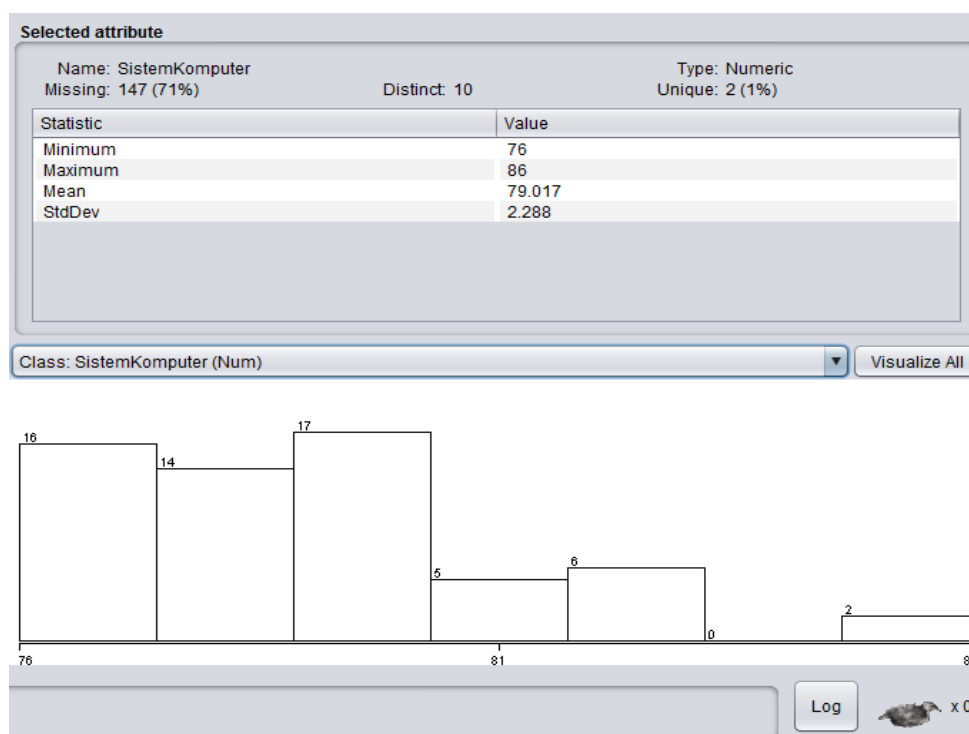 Selected attribute
Name: SistemKomputer Type: Numeric
Missing: 147 (71%) Distinct: 10 Unique: 2 (1%)
Statistic Value
Minimum 76
Maximum 86
Mean 79.017
StdDev 2.288
Class: SistemKomputer (Num) Visualize All
16
14
17
5
6
0
2
76 81 8
Log x 0